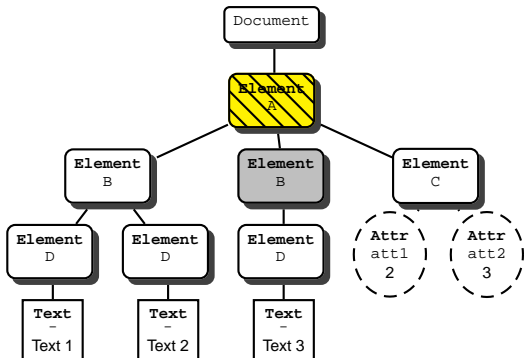 Document
Element
A
Element
B
Element
B
Element
C
Element
D
Element
D
Element
D
Attr
att1
2
Attr
att2
3
Text
–
Text 1
Text
–
Text 2
Text
–
Text 3